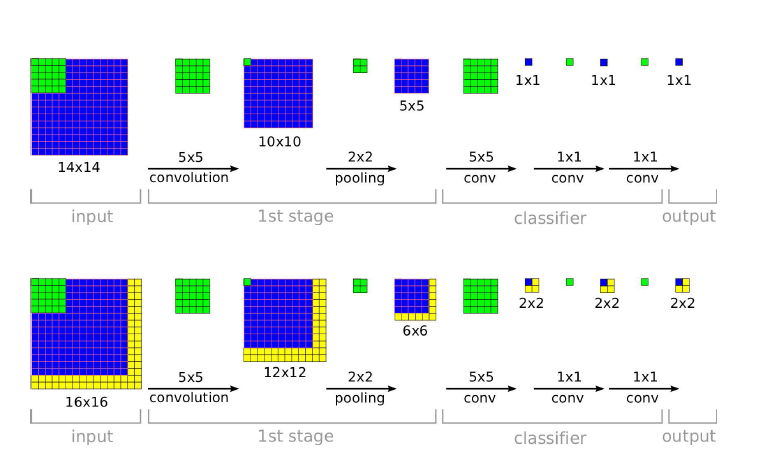 1x1
1x1
1x1
5x5
10x10
14x14
5x5
convolution
2x2
pooling
5x5
conv
1x1
conv
1x1
conv
input
1st stage
classifier
output
2x2
2x2
2x2
6x6
12x12
16x16
5x5
convolution
2x2
pooling
5x5
conv
1x1
conv
1x1
conv
input
1st stage
classifier
output